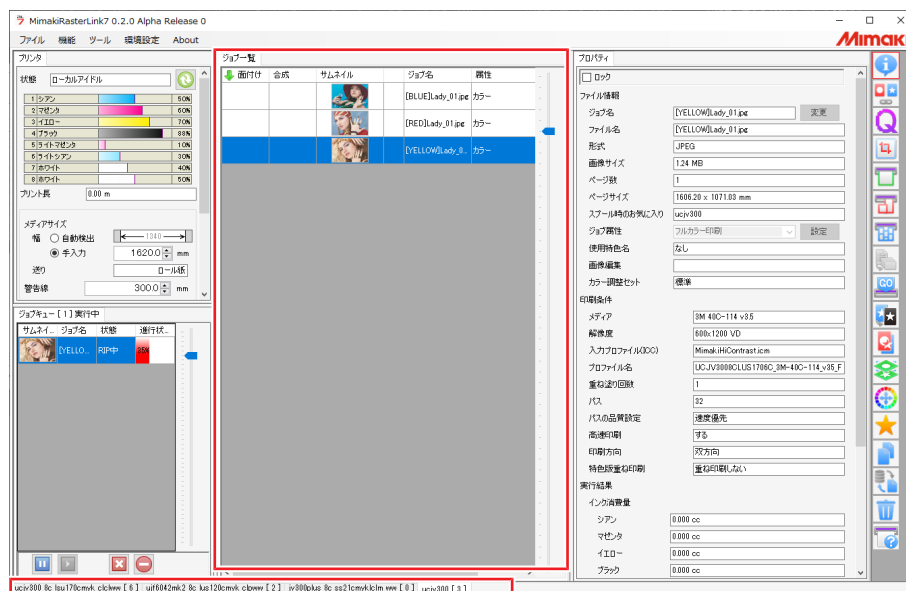 MimakiRasterLink7 0.2.0 Alpha Release 0
ファイル 機能 ツール 環境設定 About
Mimaki
プリンタ
状態 ローカルアイドル
1 シアン 50%
2 マゼンタ 60%
3 イエロー 70%
4 ブラック 88%
5 ライトマゼンタ 10%
6 ライトシアン 30%
7 ホワイト 40%
8 ホワイト 50%
プリント長 0.00 m
メディアサイズ
幅 自動検出 1340
手入力 1620.0 mm
送り ロール紙
警告線 300.0 mm
ジョブキュー [ 1 ] 実行中
サムネイ... ジョブ名 状態 進行状...
[YELLO... RIP中 85%
ジョブ一覧
面付け 合成 サムネイル ジョブ名 属性
[BLUE]Lady_01.jpg カラー
[RED]Lady_01.jpg カラー
[YELLOW]Lady_0... カラー
プロパティ
ロック
ファイル情報
ジョブ名 [YELLOW]Lady_01.jpg 変更
ファイル名 [YELLOW]Lady_01.jpg
形式 JPEG
画像サイズ 1.24 MB
ページ数 1
ページサイズ 1606.20 x 1071.03 mm
スプール時のお気に入り ucjv300
ジョブ属性 フルカラー印刷 設定
使用特色名 なし
画像編集
カラー調整セット 標準
印刷条件
メディア 3M 40C-114 v3.5
解像度 600x1200 VD
入力プロファイル(ICC) MimakiHiContrast.icm
プロファイル名 UCJV3008CLUS1706C_3M-40C-114_v35_F
重ね塗り回数 1
パス 32
パスの品質設定 速度優先
高速印刷 する
印刷方向 双方向
特色版重ね印刷 重ね印刷しない
実行結果
インク消費量
シアン 0.000 cc
マゼンタ 0.000 cc
イエロー 0.000 cc
ブラック 0.000 cc
GO
ucjv300 8c lsu170cmyk clclww [ 6 ] ujf6042mk2 8c lus120cmyk clpww [ 2 ] jv300plus 8c ss21cmyklclm ww [ 0 ] ucjv300 [ 3 ]